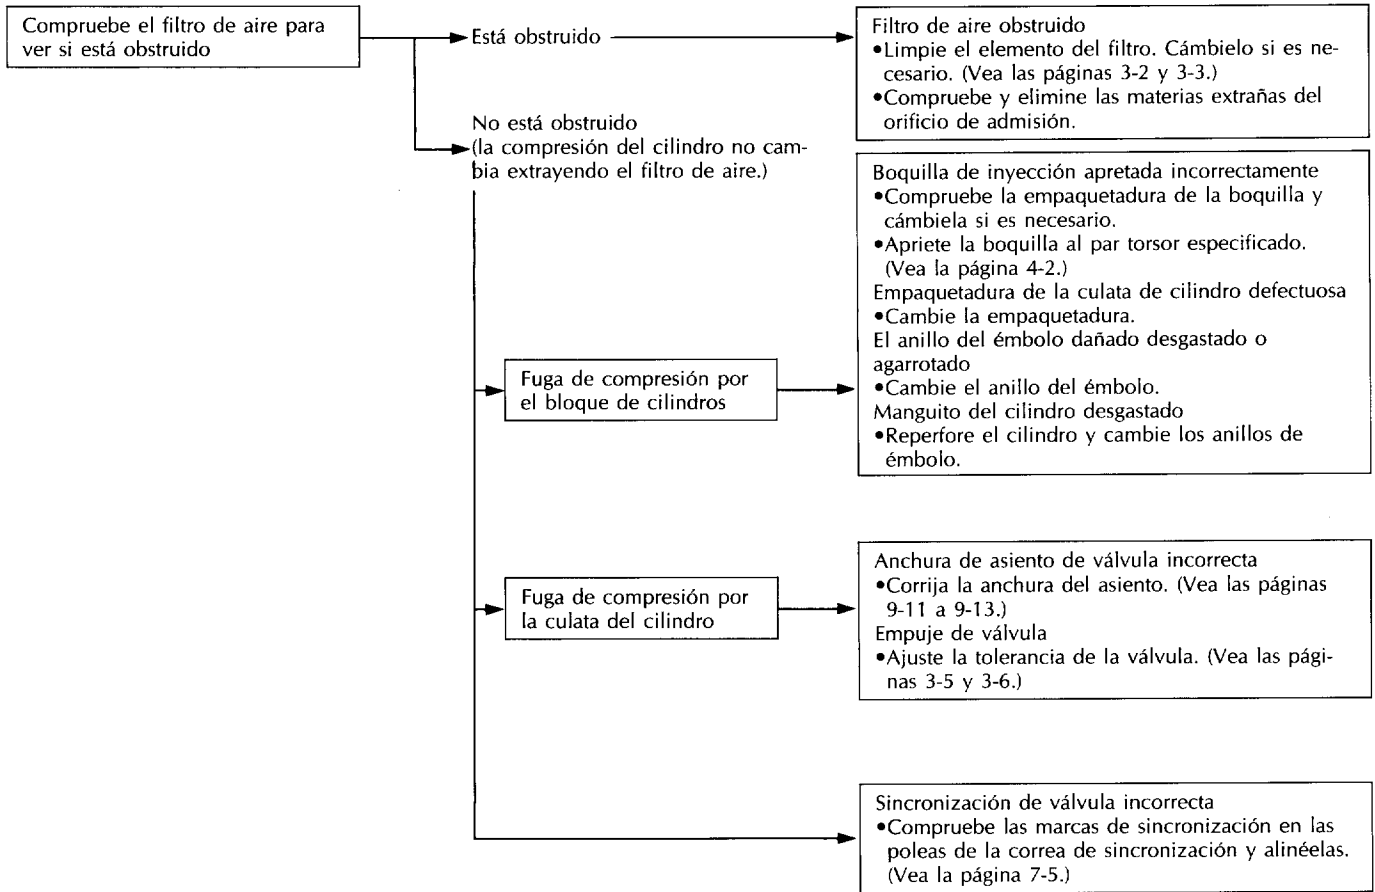 Compruebe el filtro de aire para
ver si está obstruido
Está obstruido
Filtro de aire obstruido
•Limpie el elemento del filtro. Cámbielo si es ne-
cesario. (Vea las páginas 3-2 y 3-3.)
•Compruebe y elimine las materias extrañas del
orificio de admisión.
No está obstruido
(la compresión del cilindro no cam-
bia extrayendo el filtro de aire.)
Fuga de compresión por
el bloque de cilindros
Boquilla de inyección apretada incorrectamente
•Compruebe la empaquetadura de la boquilla y
cámbiela si es necesario.
•Apriete la boquilla al par torsor especificado.
(Vea la página 4-2.)
Empaquetadura de la culata de cilindro defectuosa
•Cambie la empaquetadura.
El anillo del émbolo dañado desgastado o
agarrotado
•Cambie el anillo del émbolo.
Manguito del cilindro desgastado
•Reperfore el cilindro y cambie los anillos de
émbolo.
Fuga de compresión por
la culata del cilindro
Anchura de asiento de válvula incorrecta
•Corrija la anchura del asiento. (Vea las páginas
9-11 a 9-13.)
Empuje de válvula
•Ajuste la tolerancia de la válvula. (Vea las pági-
nas 3-5 y 3-6.)
Sincronización de válvula incorrecta
•Compruebe las marcas de sincronización en las
poleas de la correa de sincronización y alinéelas.
(Vea la página 7-5.)